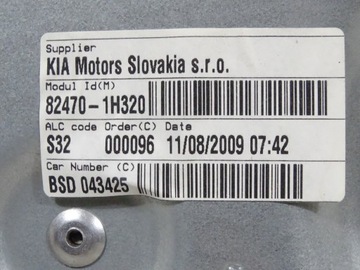 Supplier
KIA Motors Slovakia s.r.o.
Modul Id(M)
82470-1H320
ALC code Order(C) Date
S32 000096 11/08/2009 07:42
Car Number (C)
BSD 043425